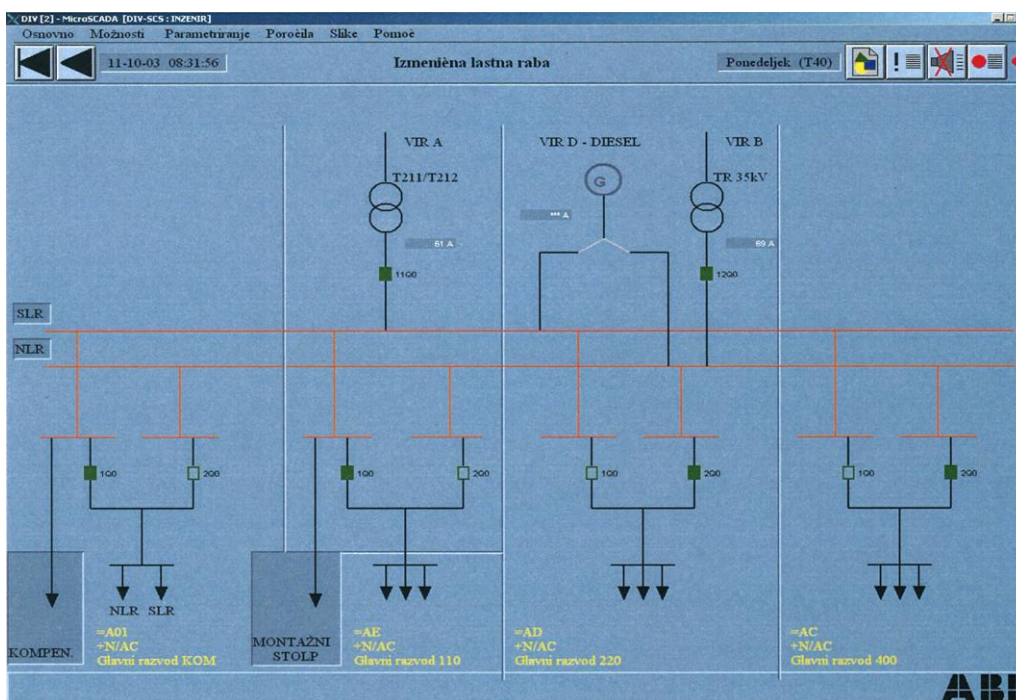 DIV [2] - MicroSCADA [DIV-SCS : INZENIR]
Osnovno Možnosti Parametriranje Poročila Slike Pomoč
11-10-03 08:31:56
Izmenična lastna raba
Ponedeljek (T40)
VIR A
VIR D - DIESEL
VIR B
T211/T212
G
TR 35kV
*** A
61 A
69 A
11Q0
12Q0
SLR
NLR
1Q0 2Q0 1Q0 2Q0 1Q0 2Q0 1Q0 2Q0
NLR SLR
KOMPEN.
=A01
+N/AC
Glavni razvod KOM
MONTAŽNI
STOLP
=AE
+N/AC
Glavni razvod 110
=AD
+N/AC
Glavni razvod 220
=AC
+N/AC
Glavni razvod 400
ABB